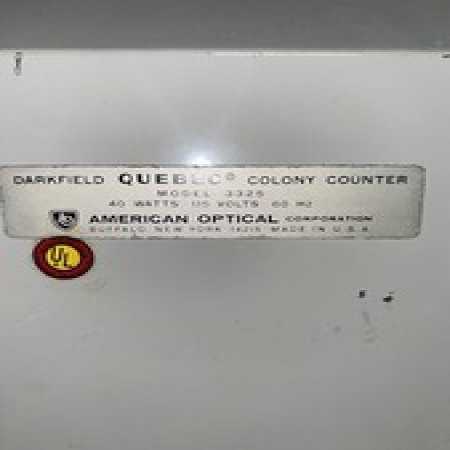 DARKFIELD QUEBEC® COLONY COUNTER
MODEL 3325
40 WATTS 115 VOLTS 60 HZ
AO AMERICAN OPTICAL CORPORATION
BUFFALO, NEW YORK 14215 MADE IN U.S.A.
UL